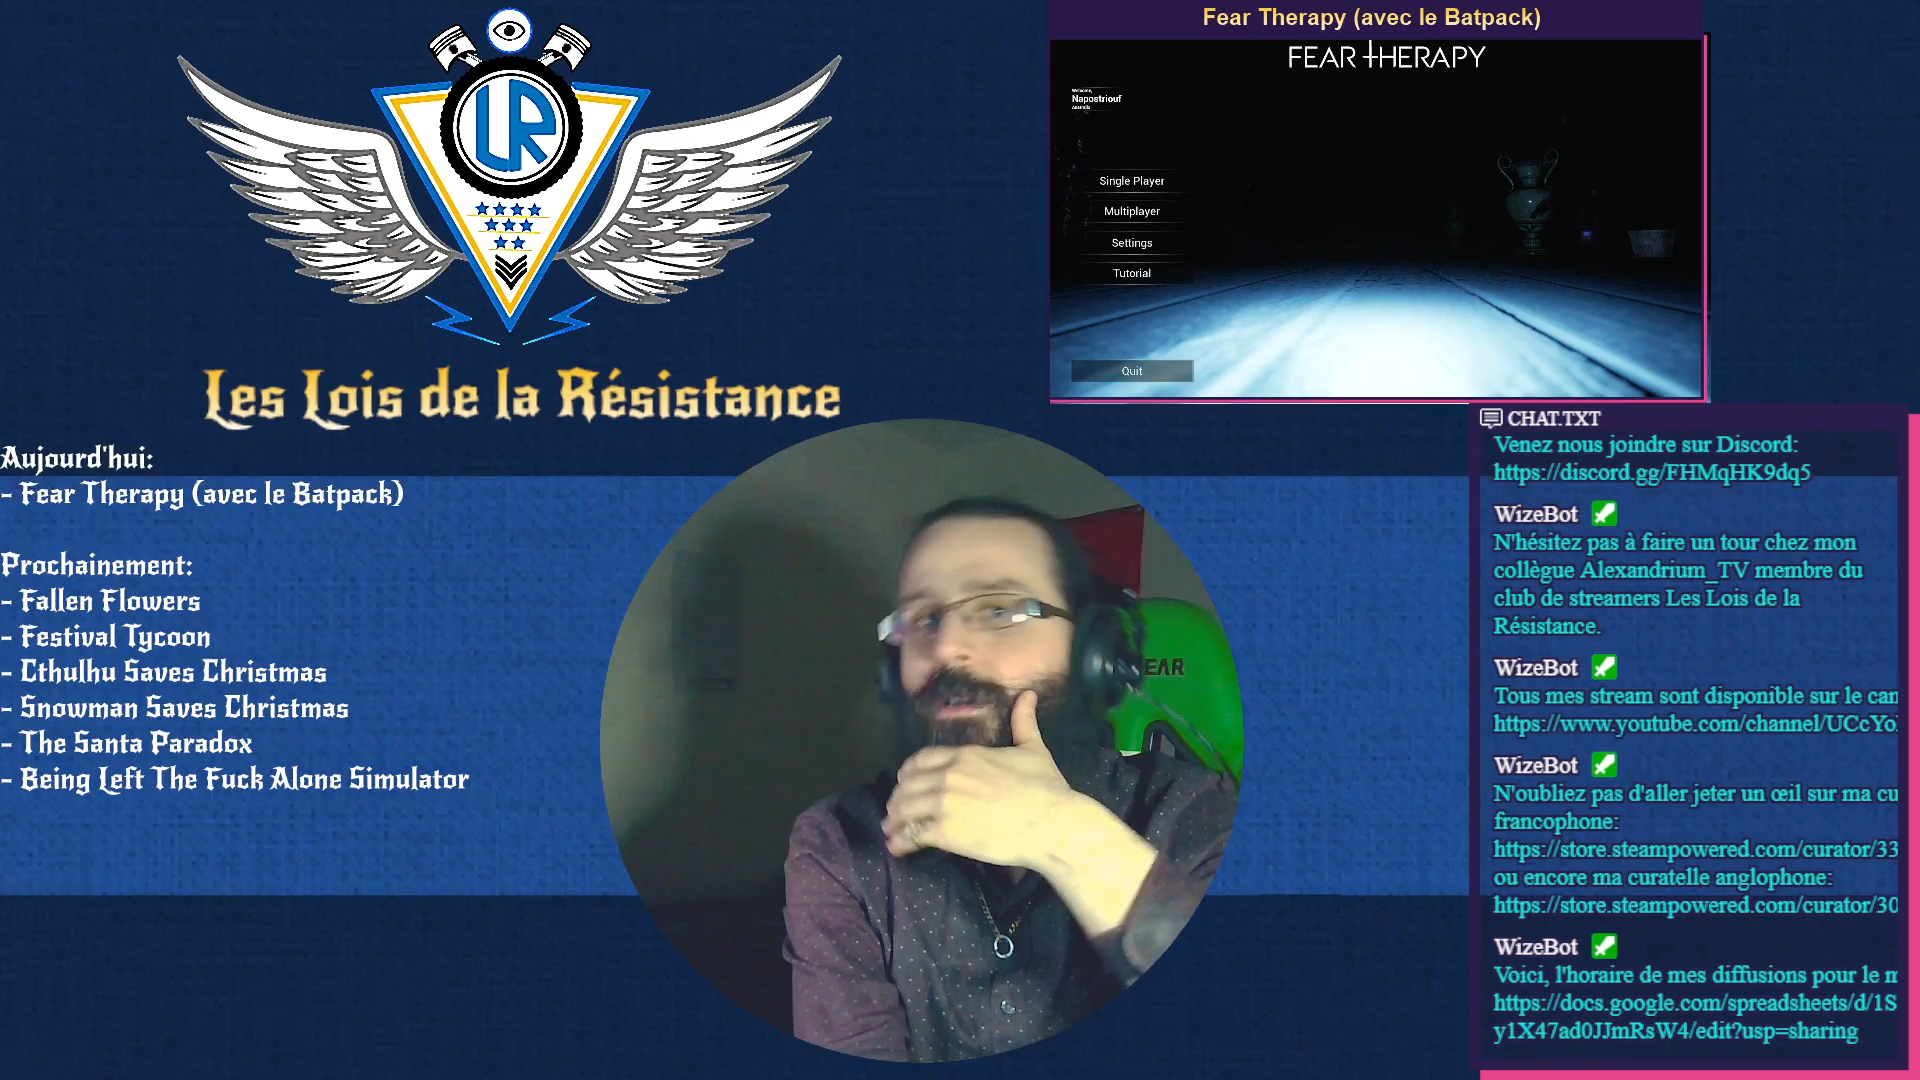 LR
Les Lois de la Résistance
Aujourd'hui:
- Fear Therapy (avec le Batpack)
Prochainement:
- Fallen Flowers
- Festival Tycoon
- Cthulhu Saves Christmas
- Snowman Saves Christmas
- The Santa Paradox
- Being Left The Fuck Alone Simulator
Fear Therapy (avec le Batpack)
FEAR THERAPY
Welcome,
Napostriouf
Australia
Single Player
Multiplayer
Settings
Tutorial
Quit
EAR
CHAT.TXT
Venez nous joindre sur Discord:
https://discord.gg/FHMqHK9dq5
WizeBot
N'hésitez pas à faire un tour chez mon
collègue Alexandrium_TV membre du
club de streamers Les Lois de la
Résistance.
WizeBot
Tous mes stream sont disponible sur le can
https://www.youtube.com/channel/UCcYo
WizeBot
N'oubliez pas d'aller jeter un œil sur ma cu
francophone:
https://store.steampowered.com/curator/33
ou encore ma curatelle anglophone:
https://store.steampowered.com/curator/30
WizeBot
Voici, l'horaire de mes diffusions pour le m
https://docs.google.com/spreadsheets/d/1S
y1X47ad0JJmRsW4/edit?usp=sharing